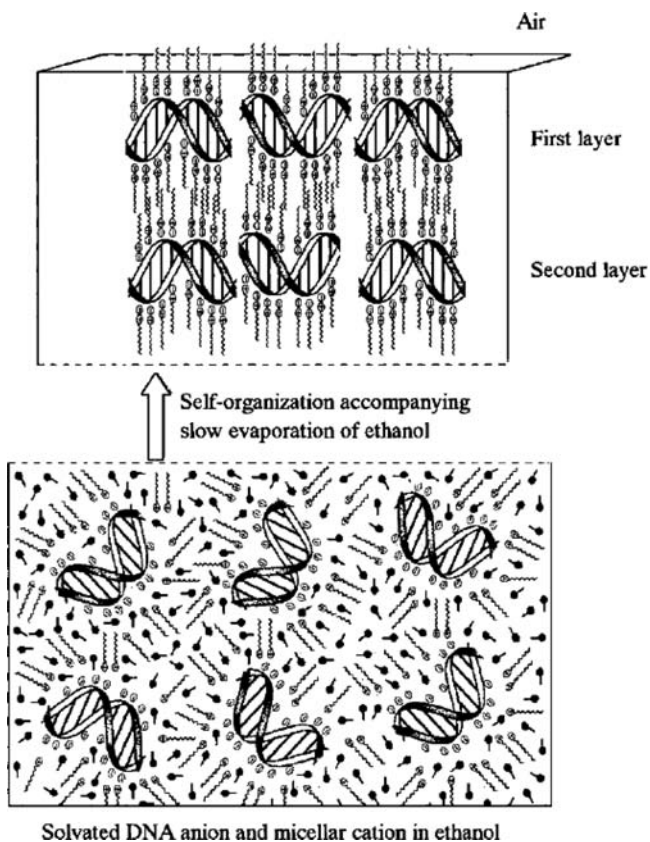 Air
First layer
Second layer
Self-organization accompanying
slow evaporation of ethanol
Solvated DNA anion and micellar cation in ethanol